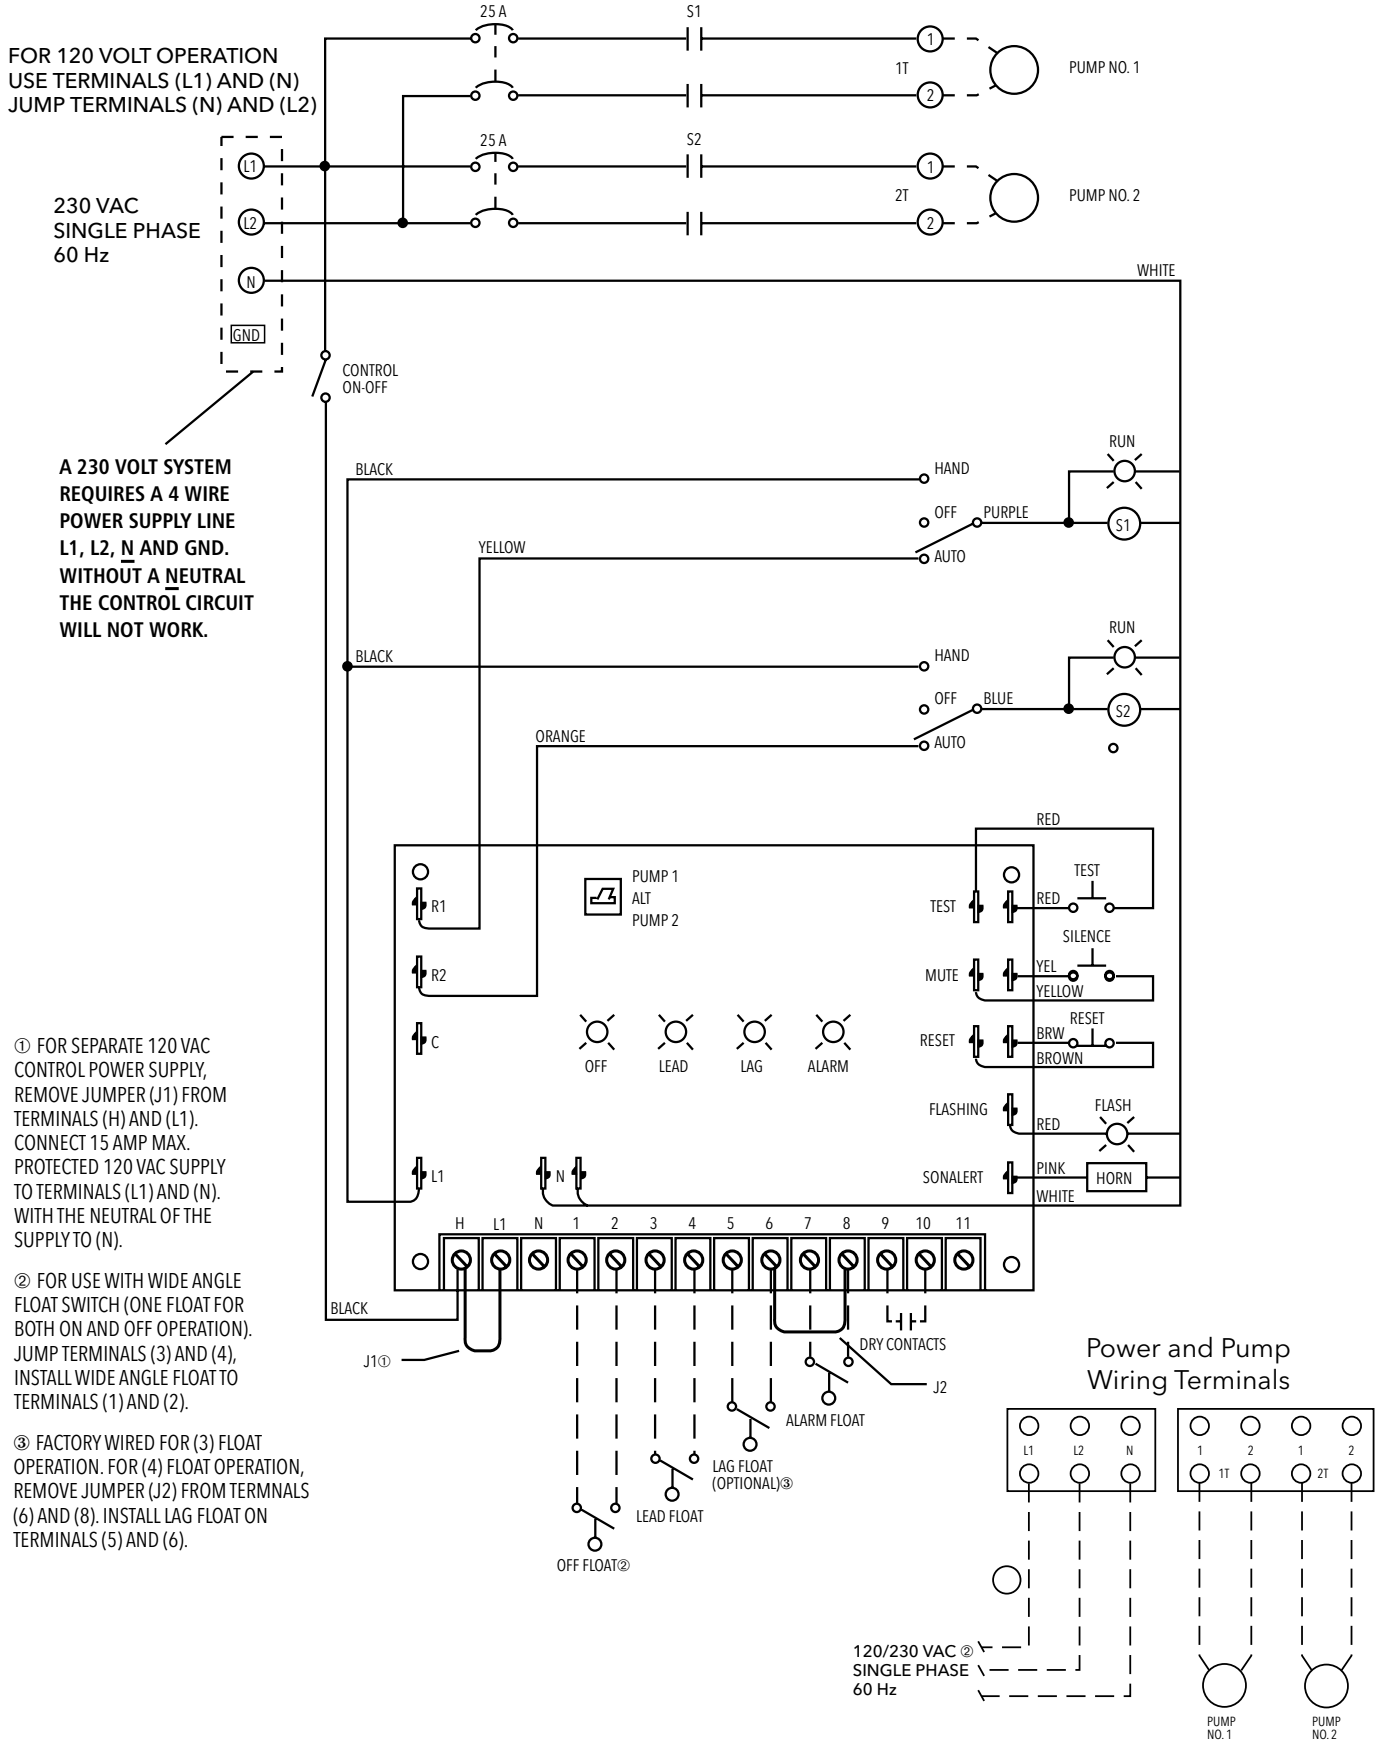 25 A
S1
FOR 120 VOLT OPERATION
USE TERMINALS (L1) AND (N)
JUMP TERMINALS (N) AND (L2)
1
1T
2
PUMP NO. 1
25 A
S2
L1
1
2T
2
PUMP NO. 2
230 VAC
SINGLE PHASE
60 Hz
L2
N
WHITE
GND
CONTROL
ON-OFF
A 230 VOLT SYSTEM
REQUIRES A 4 WIRE
POWER SUPPLY LINE
L1, L2, N AND GND.
WITHOUT A NEUTRAL
THE CONTROL CIRCUIT
WILL NOT WORK.
BLACK
HAND
RUN
OFF
PURPLE
S1
YELLOW
AUTO
BLACK
HAND
RUN
OFF
BLUE
S2
ORANGE
AUTO
RED
PUMP 1
ALT
PUMP 2
R1
TEST
RED
TEST
SILENCE
R2
MUTE
YEL
YELLOW
RESET
C
RESET
BRW
BROWN
OFF
LEAD
LAG
ALARM
FLASHING
FLASH
RED
L1
N
SONALERT
PINK
HORN
WHITE
H
L1
N
1
2
3
4
5
6
7
8
9
10
11
① FOR SEPARATE 120 VAC
CONTROL POWER SUPPLY,
REMOVE JUMPER (J1) FROM
TERMINALS (H) AND (L1).
CONNECT 15 AMP MAX.
PROTECTED 120 VAC SUPPLY
TO TERMINALS (L1) AND (N).
WITH THE NEUTRAL OF THE
SUPPLY TO (N).
② FOR USE WITH WIDE ANGLE
FLOAT SWITCH (ONE FLOAT FOR
BOTH ON AND OFF OPERATION).
JUMP TERMINALS (3) AND (4),
INSTALL WIDE ANGLE FLOAT TO
TERMINALS (1) AND (2).
③ FACTORY WIRED FOR (3) FLOAT
OPERATION. FOR (4) FLOAT OPERATION,
REMOVE JUMPER (J2) FROM TERMNALS
(6) AND (8). INSTALL LAG FLOAT ON
TERMINALS (5) AND (6).
BLACK
J1①
DRY CONTACTS
J2
ALARM FLOAT
LAG FLOAT
(OPTIONAL)③
LEAD FLOAT
OFF FLOAT②
Power and Pump
Wiring Terminals
L1
L2
N
1
2
1
2
1T
2T
120/230 VAC ②
SINGLE PHASE
60 Hz
PUMP
NO. 1
PUMP
NO. 2